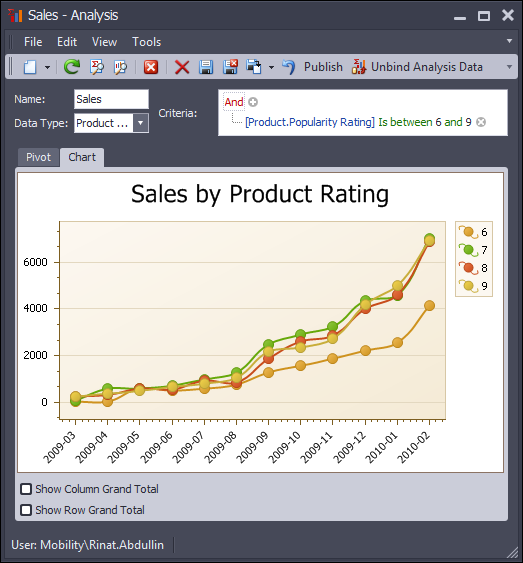 Sales - Analysis
File Edit View Tools
Publish Unbind Analysis Data
Name: Sales
Data Type: Product ...
Criteria:
And
[Product.Popularity Rating] Is between 6 and 9
Pivot Chart
Sales by Product Rating
6
7
8
9
6000
4000
2000
0
2009-03 2009-04 2009-05 2009-06 2009-07 2009-08 2009-09 2009-10 2009-11 2009-12 2010-01 2010-02
Show Column Grand Total
Show Row Grand Total
User: Mobility\Rinat.Abdullin